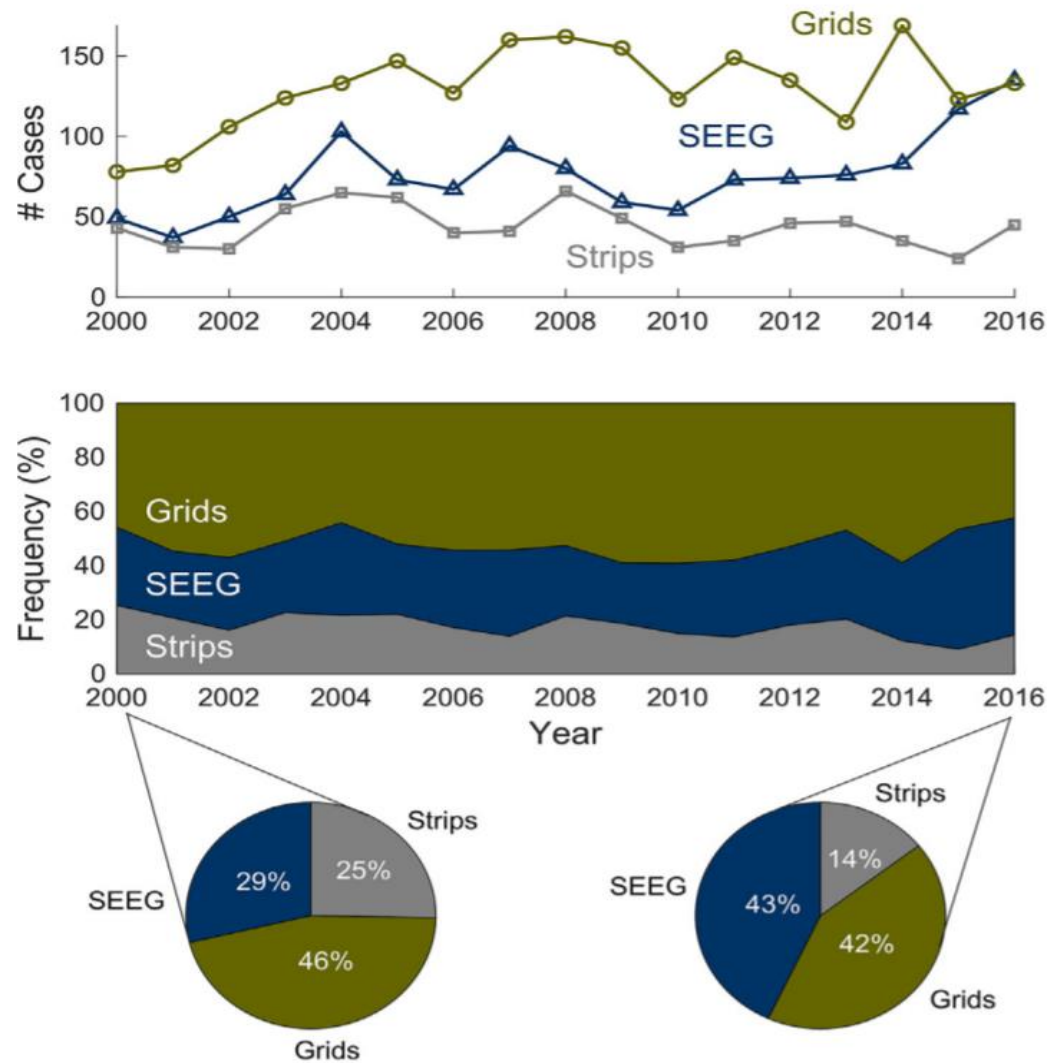 Grids
150
SEEG
100
# Cases
50
Strips
0
2000 2002 2004 2006 2008 2010 2012 2014 2016
100
80
Frequency (%)
60
Grids
40
SEEG
20
Strips
0
2000 2002 2004 2006 2008 2010 2012 2014 2016
Year
Strips
25%
29%
SEEG
46%
Grids
Strips
14%
SEEG
43%
42%
Grids